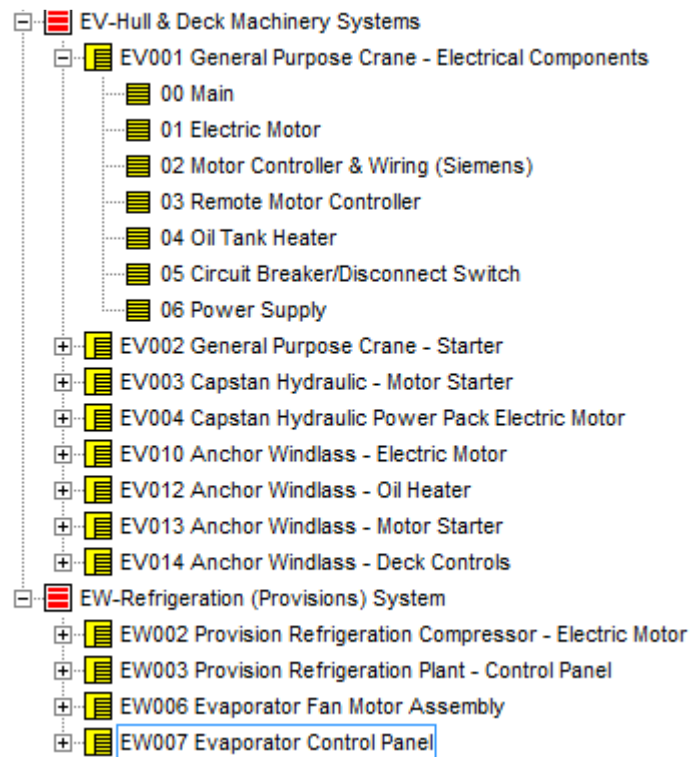 EV-Hull & Deck Machinery Systems
EV001 General Purpose Crane - Electrical Components
00 Main
01 Electric Motor
02 Motor Controller & Wiring (Siemens)
03 Remote Motor Controller
04 Oil Tank Heater
05 Circuit Breaker/Disconnect Switch
06 Power Supply
EV002 General Purpose Crane - Starter
EV003 Capstan Hydraulic - Motor Starter
EV004 Capstan Hydraulic Power Pack Electric Motor
EV010 Anchor Windlass - Electric Motor
EV012 Anchor Windlass - Oil Heater
EV013 Anchor Windlass - Motor Starter
EV014 Anchor Windlass - Deck Controls
EW-Refrigeration (Provisions) System
EW002 Provision Refrigeration Compressor - Electric Motor
EW003 Provision Refrigeration Plant - Control Panel
EW006 Evaporator Fan Motor Assembly
EW007 Evaporator Control Panel